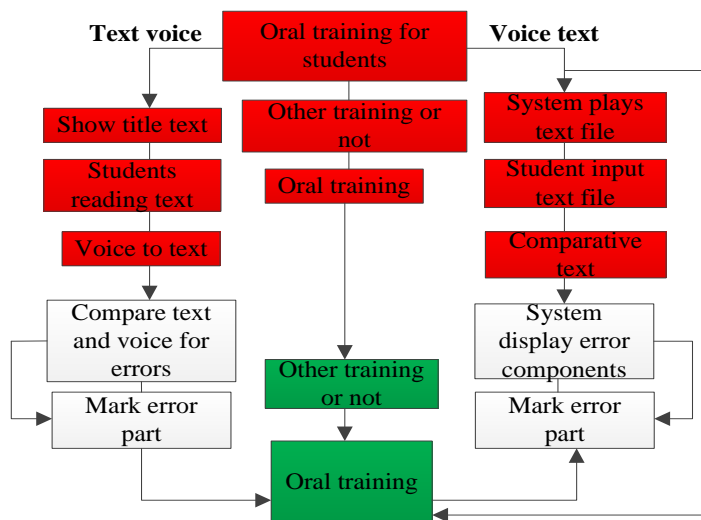 Text voice
Oral training for
students
Voice text
Show title text
Other training or
not
System plays
text file
Students
reading text
Oral training
Student input
text file
Voice to text
Comparative
text
Compare text
and voice for
errors
System
display error
components
Other training
or not
Mark error
part
Mark error
part
Oral training